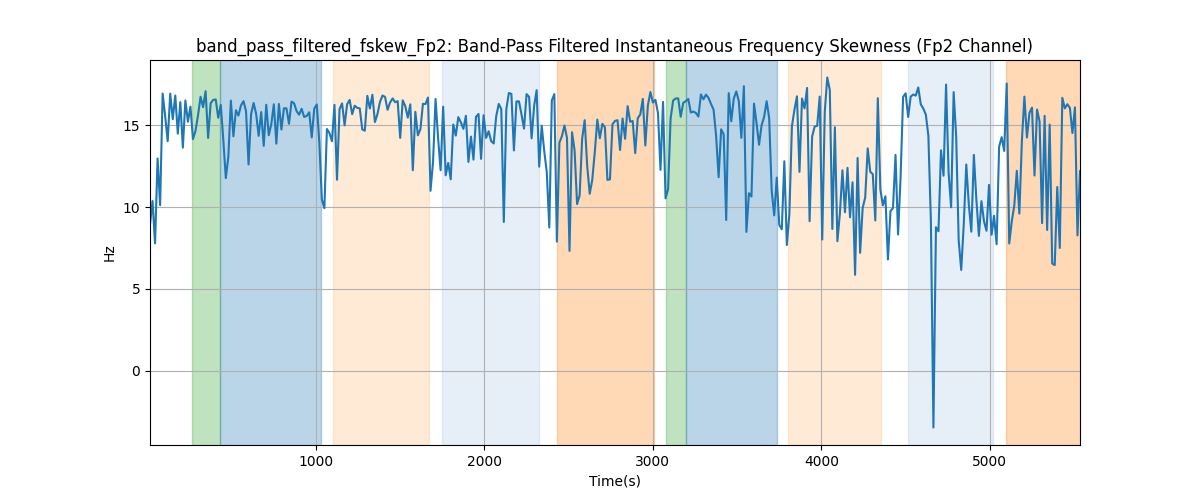 band_pass_filtered_fskew_Fp2: Band-Pass Filtered Instantaneous Frequency Skewness (Fp2 Channel)
15
10
5
0
Hz
1000 2000 3000 4000 5000
Time(s)